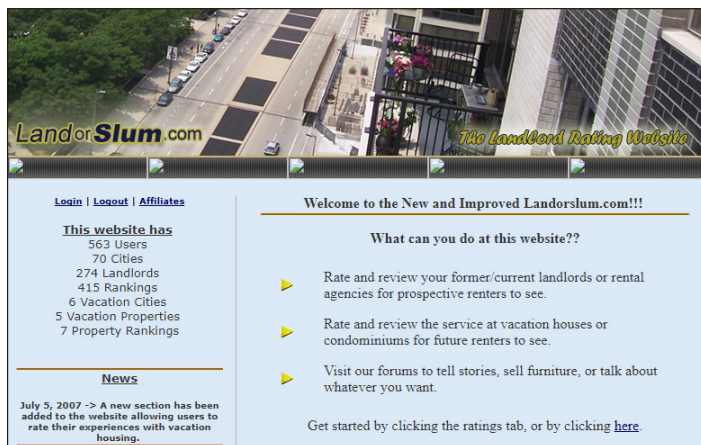 LandorSlum.com
The Landlord Rating Website
Login | Logout | Affiliates
This website has
563 Users
70 Cities
274 Landlords
415 Rankings
6 Vacation Cities
5 Vacation Properties
7 Property Rankings
News
July 5, 2007 -> A new section has been
added to the website allowing users to
rate their experiences with vacation
housing.
Welcome to the New and Improved Landorslum.com!!!
What can you do at this website??
Rate and review your former/current landlords or rental
agencies for prospective renters to see.
Rate and review the service at vacation houses or
condominiums for future renters to see.
Visit our forums to tell stories, sell furniture, or talk about
whatever you want.
Get started by clicking the ratings tab, or by clicking here.